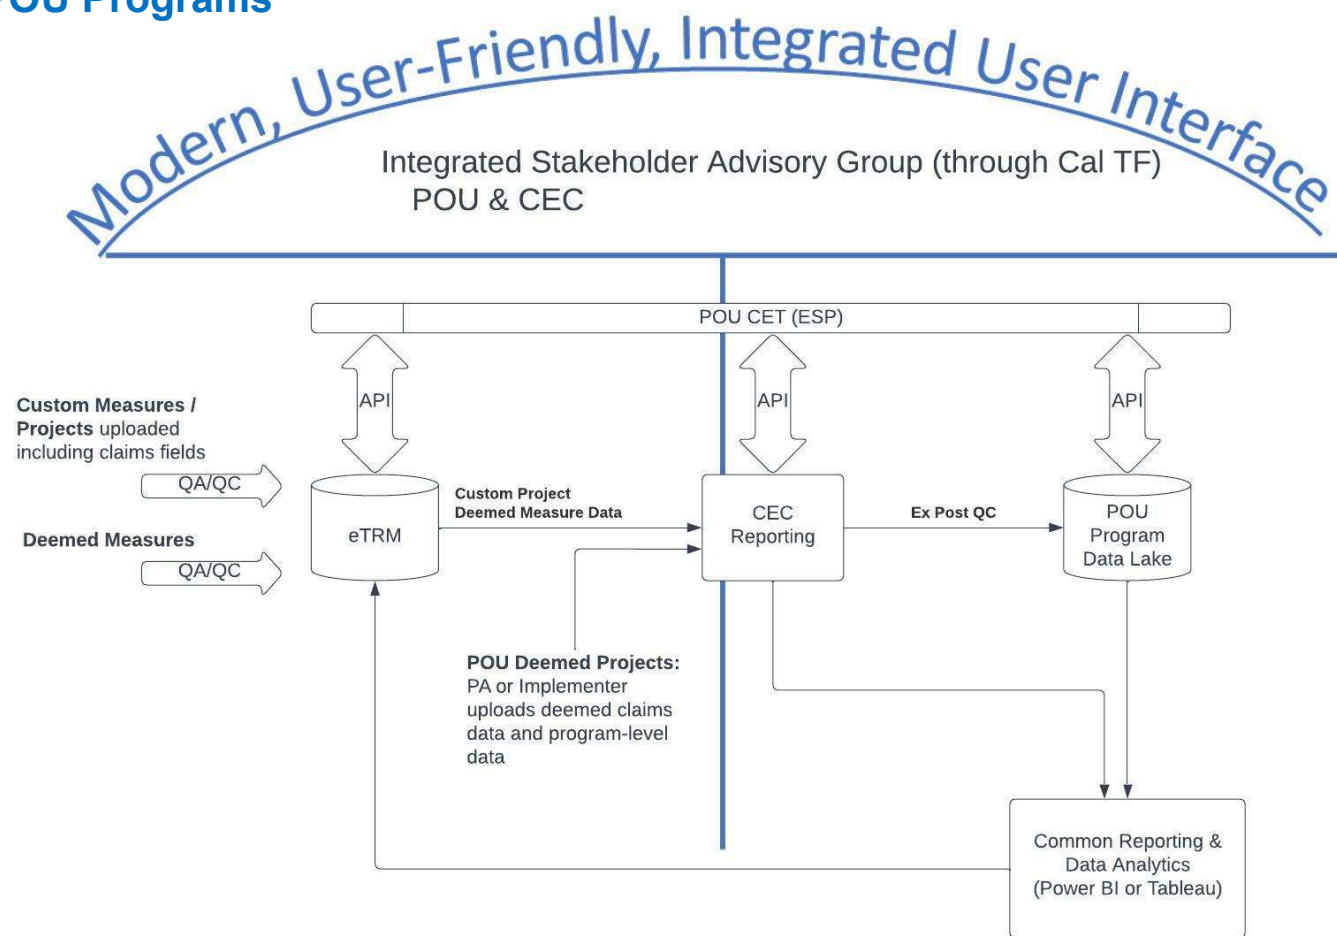 POU Programs
Modern, User-Friendly, Integrated User Interface
Integrated Stakeholder Advisory Group (through Cal TF)
POU & CEC
POU CET (ESP)
API
API
API
Custom Measures /
Projects uploaded
including claims fields
QA/QC
Deemed Measures
QA/QC
eTRM
Custom Project
Deemed Measure Data
CEC
Reporting
Ex Post QC
POU
Program
Data Lake
POU Deemed Projects:
PA or Implementer
uploads deemed claims
data and program-level
data
Common Reporting &
Data Analytics
(Power BI or Tableau)